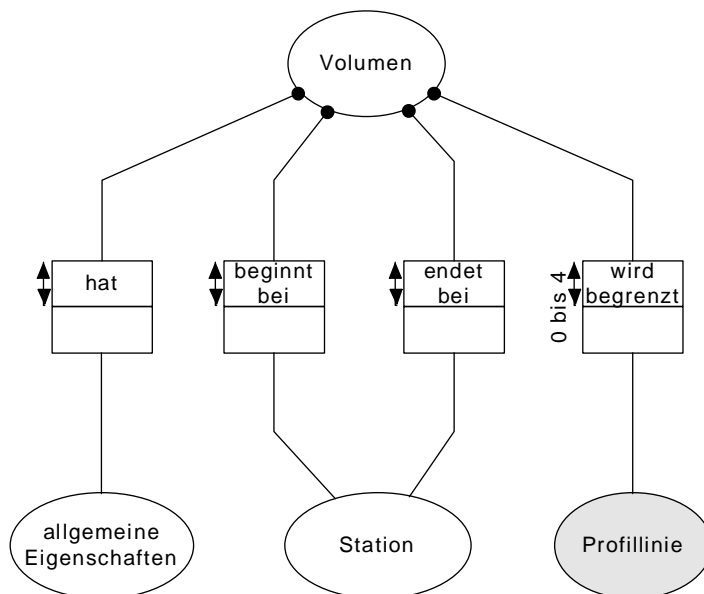 Volumen
hat
beginnt
bei
endet
bei
wird
begrenzt
0 bis 4
allgemeine
Eigenschaften
Station
Profillinie